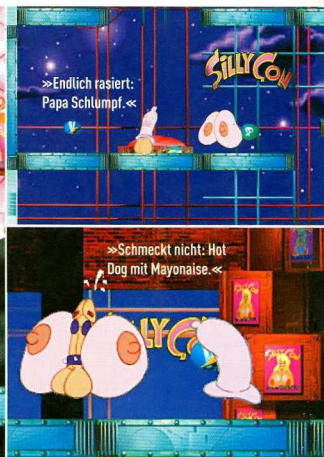 SILLY CON
»Endlich rasiert:
Papa Schlumpf.«
»Schmeckt nicht: Hot
Dog mit Mayonaise.«